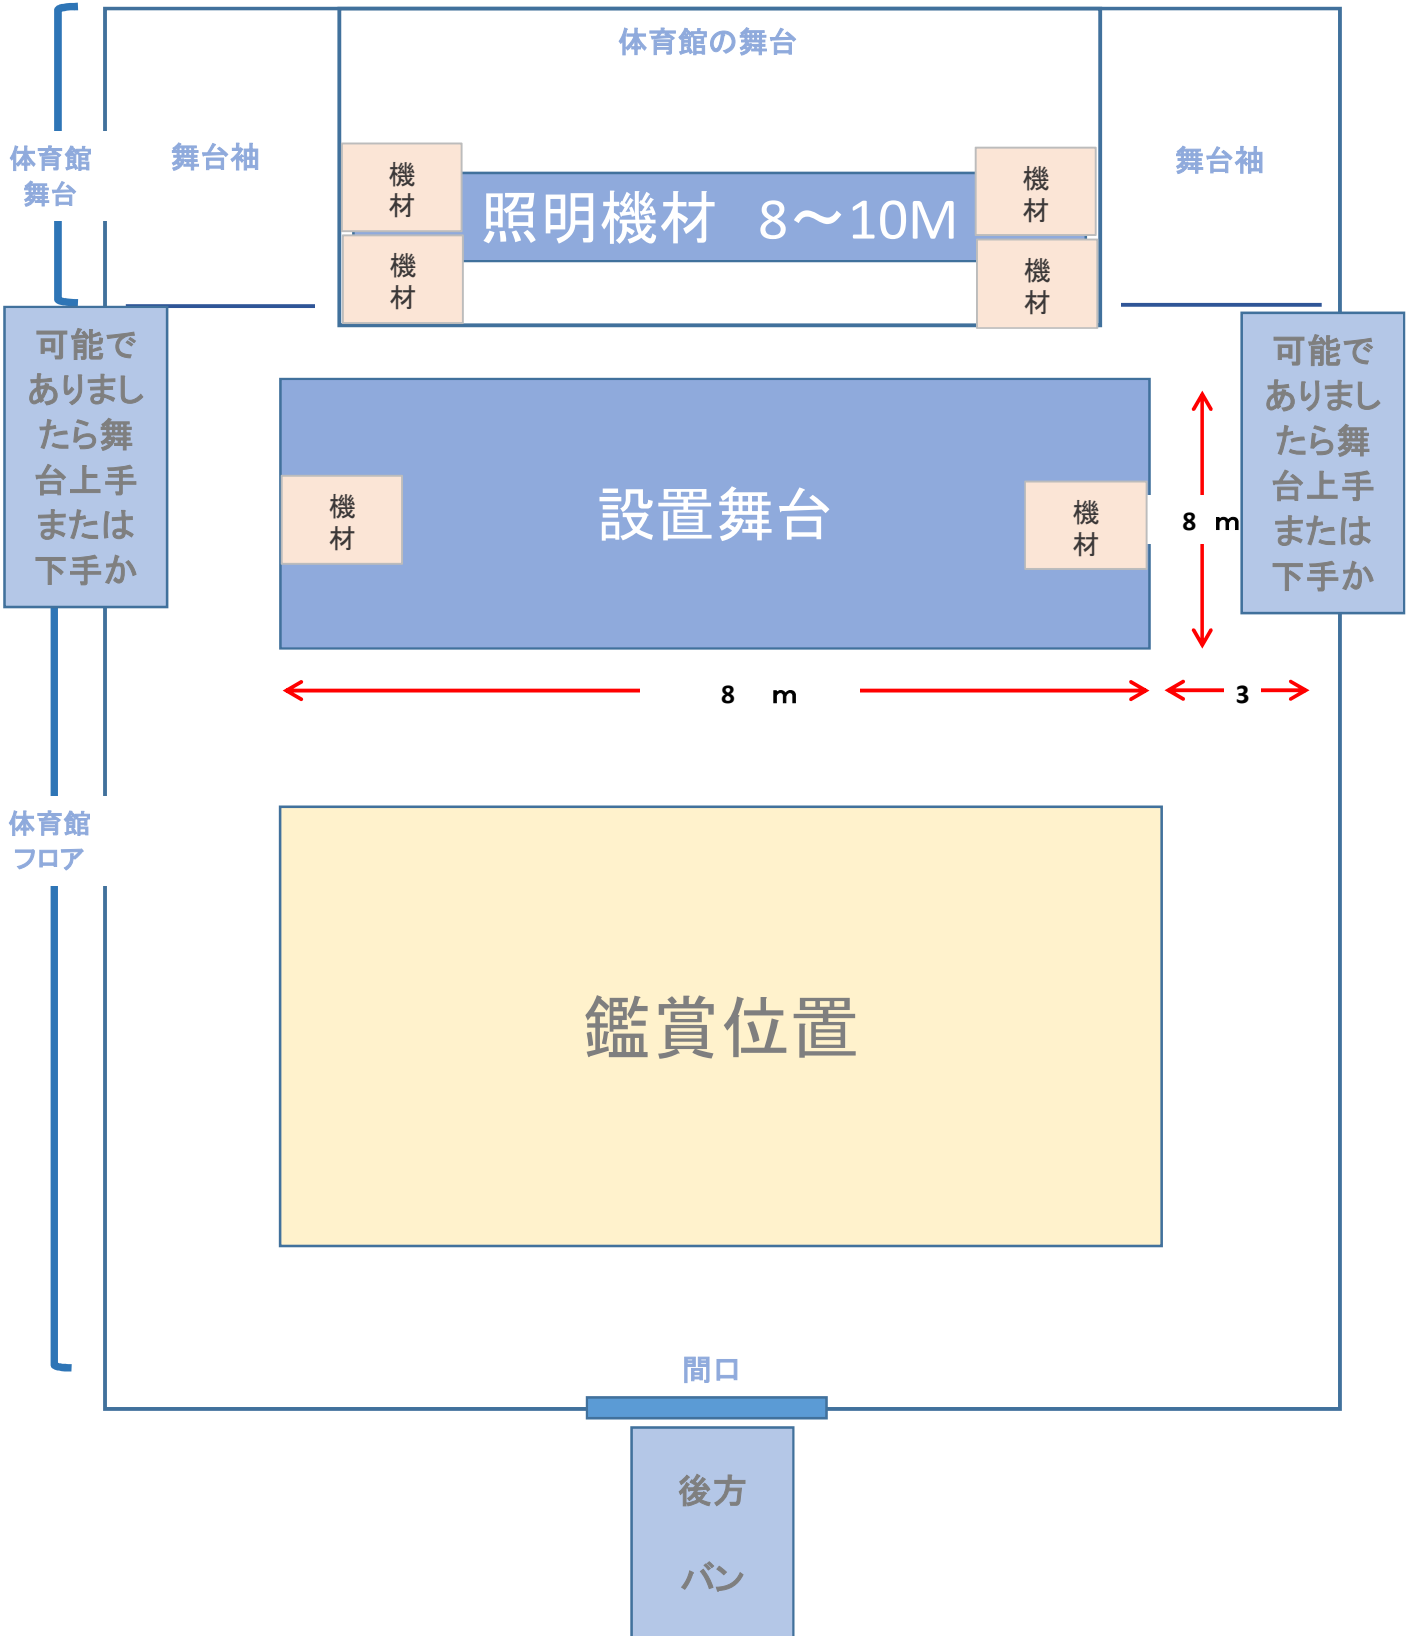 体育館の舞台
体育館
舞台
舞台袖
舞台袖
機
材
機
材
照明機材　8～10M
機
材
機
材
可能で
ありまし
たら舞
台上手
または
下手か
可能で
ありまし
たら舞
台上手
または
下手か
機
材
設置舞台
機
材
8 m
8 m
3
体育館
フロア
鑑賞位置
間口
後方
バン